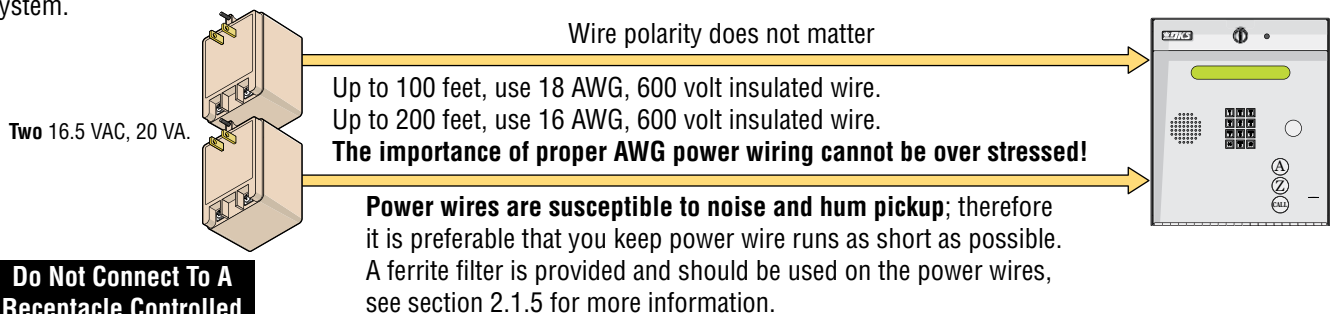 ystem.
Wire polarity does not matter
Up to 100 feet, use 18 AWG, 600 volt insulated wire.
Up to 200 feet, use 16 AWG, 600 volt insulated wire.
Two 16.5 VAC, 20 VA.
The importance of proper AWG power wiring cannot be over stressed!
Power wires are susceptible to noise and hum pickup; therefore
it is preferable that you keep power wire runs as short as possible.
A ferrite filter is provided and should be used on the power wires,
see section 2.1.5 for more information.
Do Not Connect To A
Receptacle Controlled
A
Z
CALL